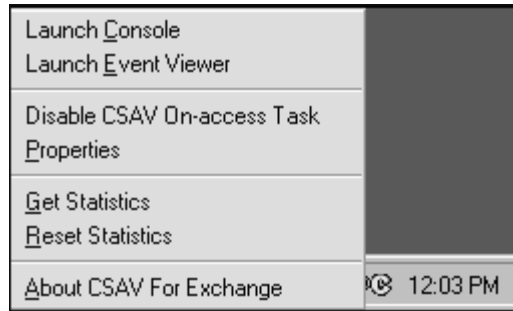 Launch Console
Launch Event Viewer
Disable CSAV On-access Task
Properties
Get Statistics
Reset Statistics
About CSAV For Exchange
12:03 PM